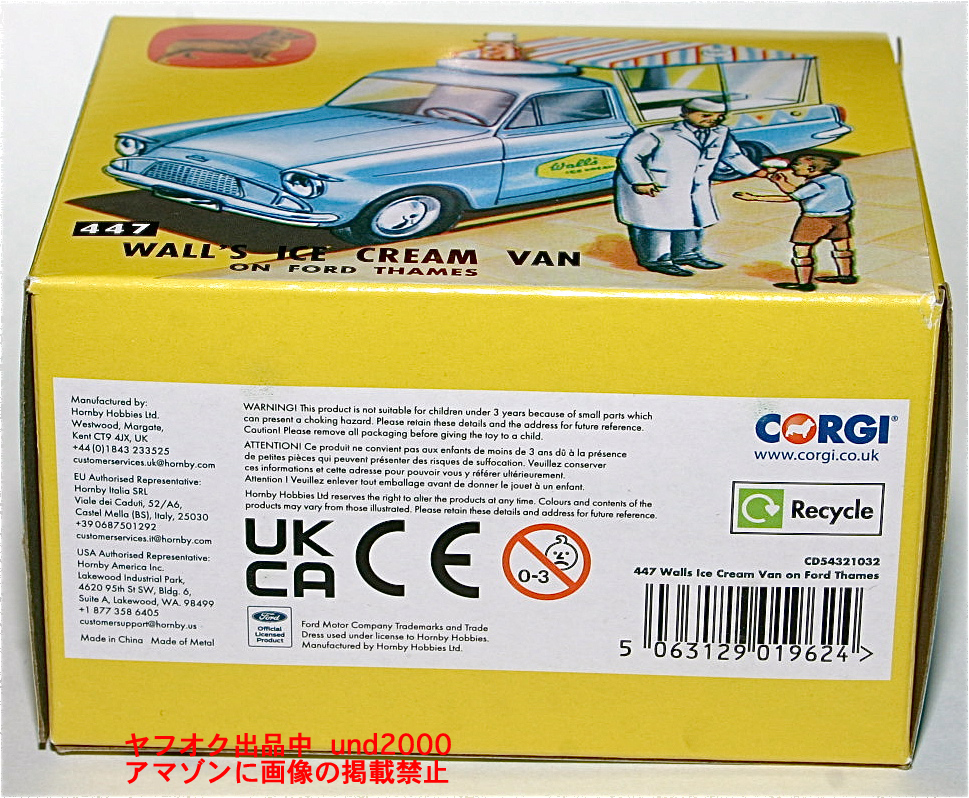 Wall's
ICE CREAM
447
WALL'S ICE CREAM VAN
ON FORD THAMES
Manufactured by:
Hornby Hobbies Ltd.
Westwood, Margate,
Kent CT9 4JX, UK
+44(0)1843 233525
customerservices.uk@hornby.com
EU Authorised Representative:
Hornby Italia SRL
Viale dei Caduti, 52/A6,
Castel Mella (BS), Italy, 25030
+390687501292
customerservices.it@hornby.com
USA Authorised Representative:
Hornby America Inc.
Lakewood Industrial Park,
4620 95th St SW, Bldg. 6,
Suite A, Lakewood, WA. 98499
+1 877 358 6405
customersupport@hornby.us
Made in China Made of Metal
WARNING! This product is not suitable for children under 3 years because of small parts which
can present a choking hazard. Please retain these details and the address for future reference.
Caution! Please remove all packaging before giving the toy to a child.
ATTENTION! Ce produit ne convient pas aux enfants de moins de 3 ans dû à la présence
de petites pièces qui peuvent présenter des risques de suffocation. Veuillez conserver
ces informations et cette adresse pour pouvoir vous y référer ultérieurement.
Attention ! Veuillez enlever tout emballage avant de donner le jouet à un enfant.
Hornby Hobbies Ltd reserves the right to alter the products at any time. Colours and contents of the
products may vary from those illustrated. Please retain these details and address for future reference.
UK
CA
CE
0-3
Ford
Official
Licensed
Product
Ford Motor Company Trademarks and Trade
Dress used under license to Hornby Hobbies.
Manufactured by Hornby Hobbies Ltd.
CORGI®
www.corgi.co.uk
Recycle
CD54321032
447 Walls Ice Cream Van on Ford Thames
5 063129 019624 >
ヤフオク出品中 und2000
アマゾンに画像の掲載禁止